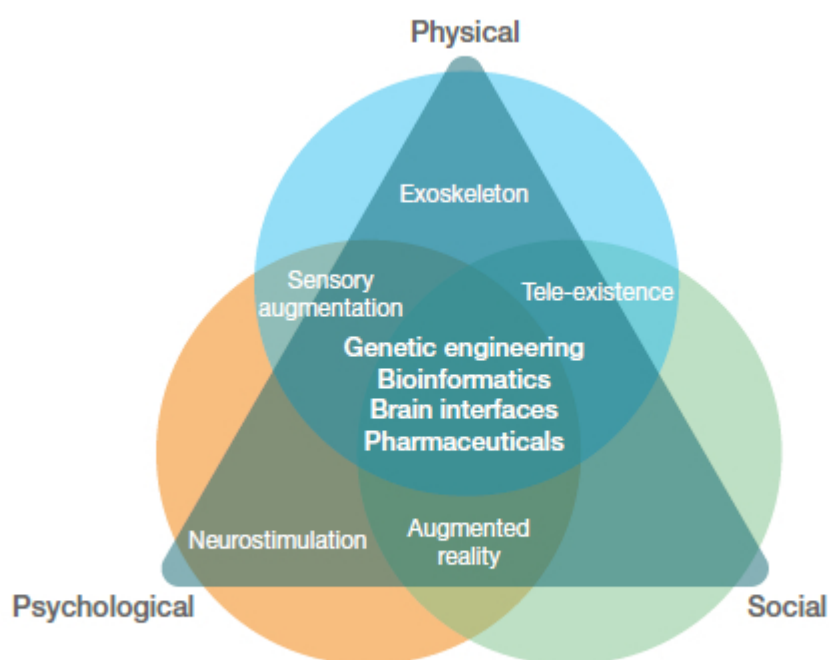 Physical
Exoskeleton
Sensory
augmentation
Tele-existence
Genetic engineering
Bioinformatics
Brain interfaces
Pharmaceuticals
Neurostimulation
Augmented
reality
Psychological
Social